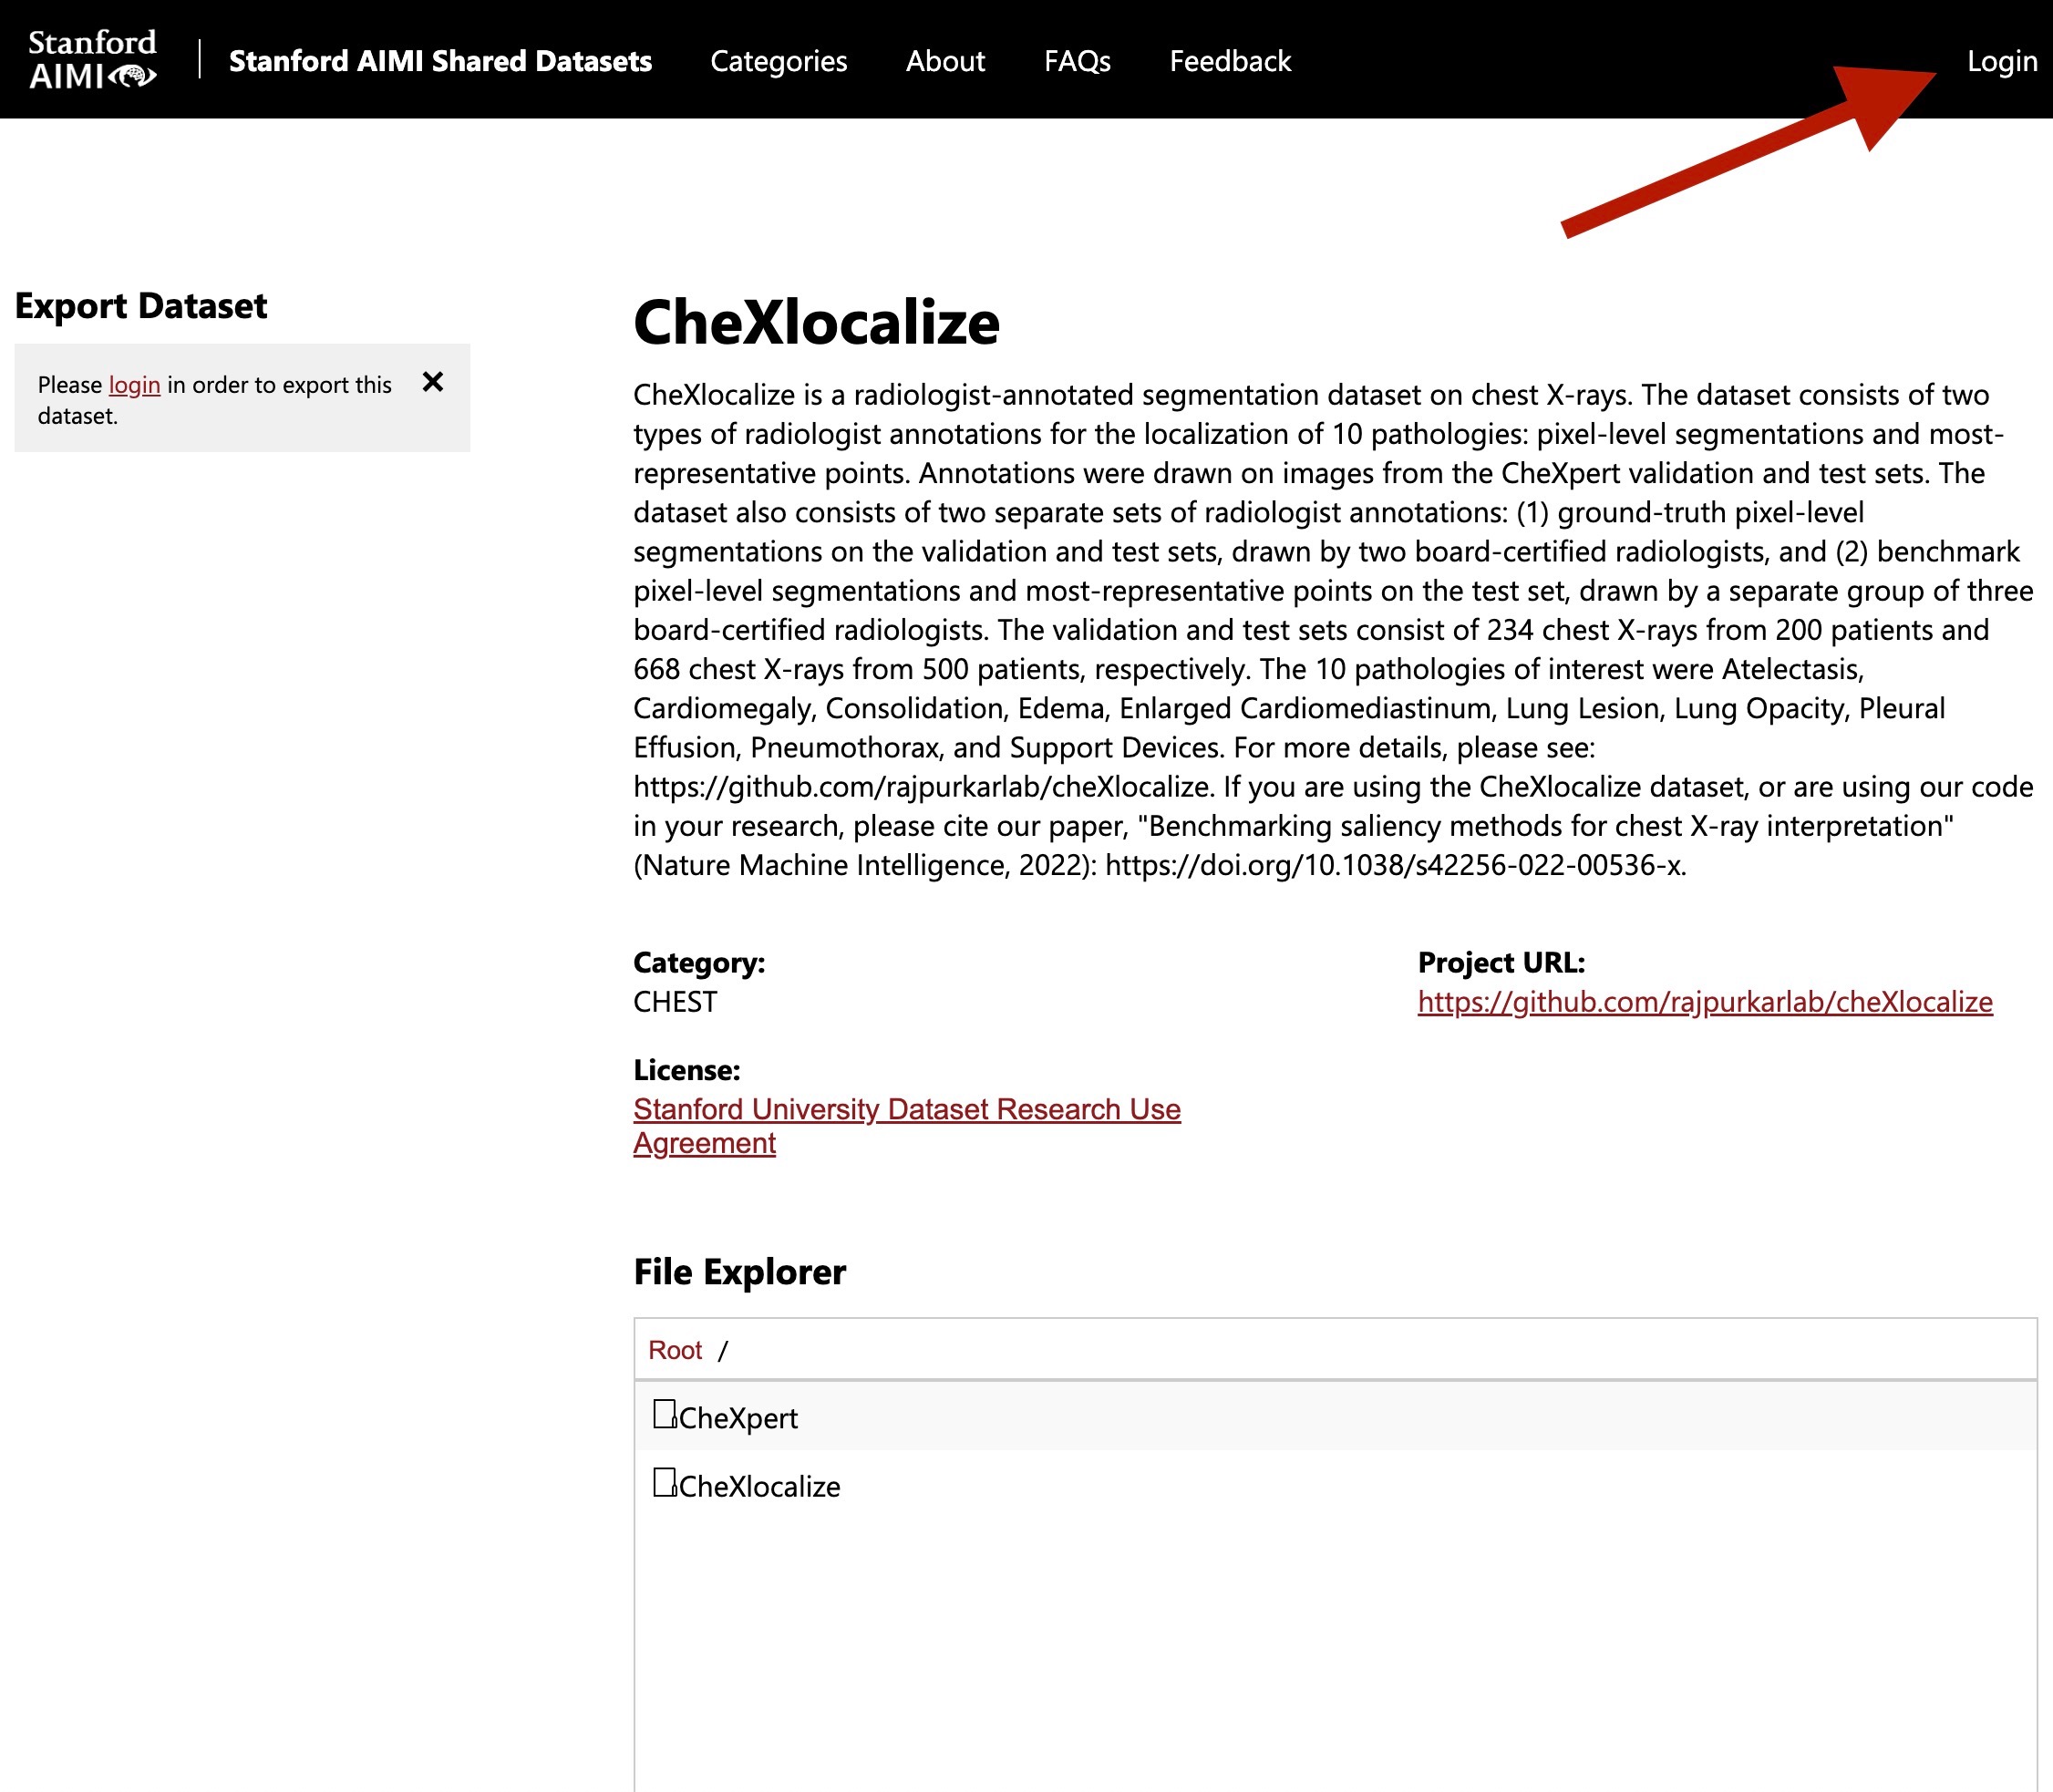 Stanford
AIMI
Stanford AIMI Shared Datasets
Categories
About
FAQs
Feedback
Login
Export Dataset
Please login in order to export this
dataset.
CheXlocalize
CheXlocalize is a radiologist-annotated segmentation dataset on chest X-rays. The dataset consists of two
types of radiologist annotations for the localization of 10 pathologies: pixel-level segmentations and most-
representative points. Annotations were drawn on images from the CheXpert validation and test sets. The
dataset also consists of two separate sets of radiologist annotations: (1) ground-truth pixel-level
segmentations on the validation and test sets, drawn by two board-certified radiologists, and (2) benchmark
pixel-level segmentations and most-representative points on the test set, drawn by a separate group of three
board-certified radiologists. The validation and test sets consist of 234 chest X-rays from 200 patients and
668 chest X-rays from 500 patients, respectively. The 10 pathologies of interest were Atelectasis,
Cardiomegaly, Consolidation, Edema, Enlarged Cardiomediastinum, Lung Lesion, Lung Opacity, Pleural
Effusion, Pneumothorax, and Support Devices. For more details, please see:
https://github.com/rajpurkarlab/cheXlocalize. If you are using the CheXlocalize dataset, or are using our code
in your research, please cite our paper, "Benchmarking saliency methods for chest X-ray interpretation"
(Nature Machine Intelligence, 2022): https://doi.org/10.1038/s42256-022-00536-x.
Category:
CHEST
Project URL:
https://github.com/rajpurkarlab/cheXlocalize
License:
Stanford University Dataset Research Use
Agreement
File Explorer
Root /
CheXpert
CheXlocalize